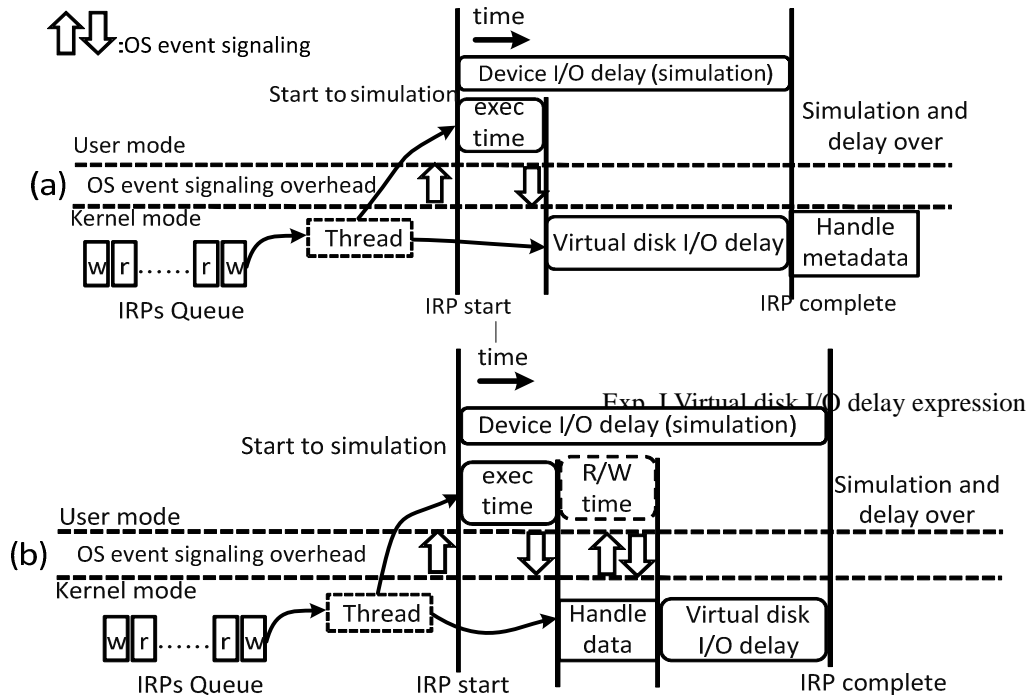 time
:OS event signaling
Device I/O delay (simulation)
Start to simulation
exec
time
Simulation and
delay over
User mode
(a)
OS event signaling overhead
Kernel mode
Thread
Virtual disk I/O delay
Handle
metadata
w r ...... r w
IRPs Queue
IRP start
IRP complete
time
Exp. I Virtual disk I/O delay expression
Device I/O delay (simulation)
Start to simulation
exec
time
R/W
time
Simulation and
delay over
User mode
(b)
OS event signaling overhead
Kernel mode
Thread
Handle
data
Virtual disk
I/O delay
w r ...... r w
IRPs Queue
IRP start
IRP complete